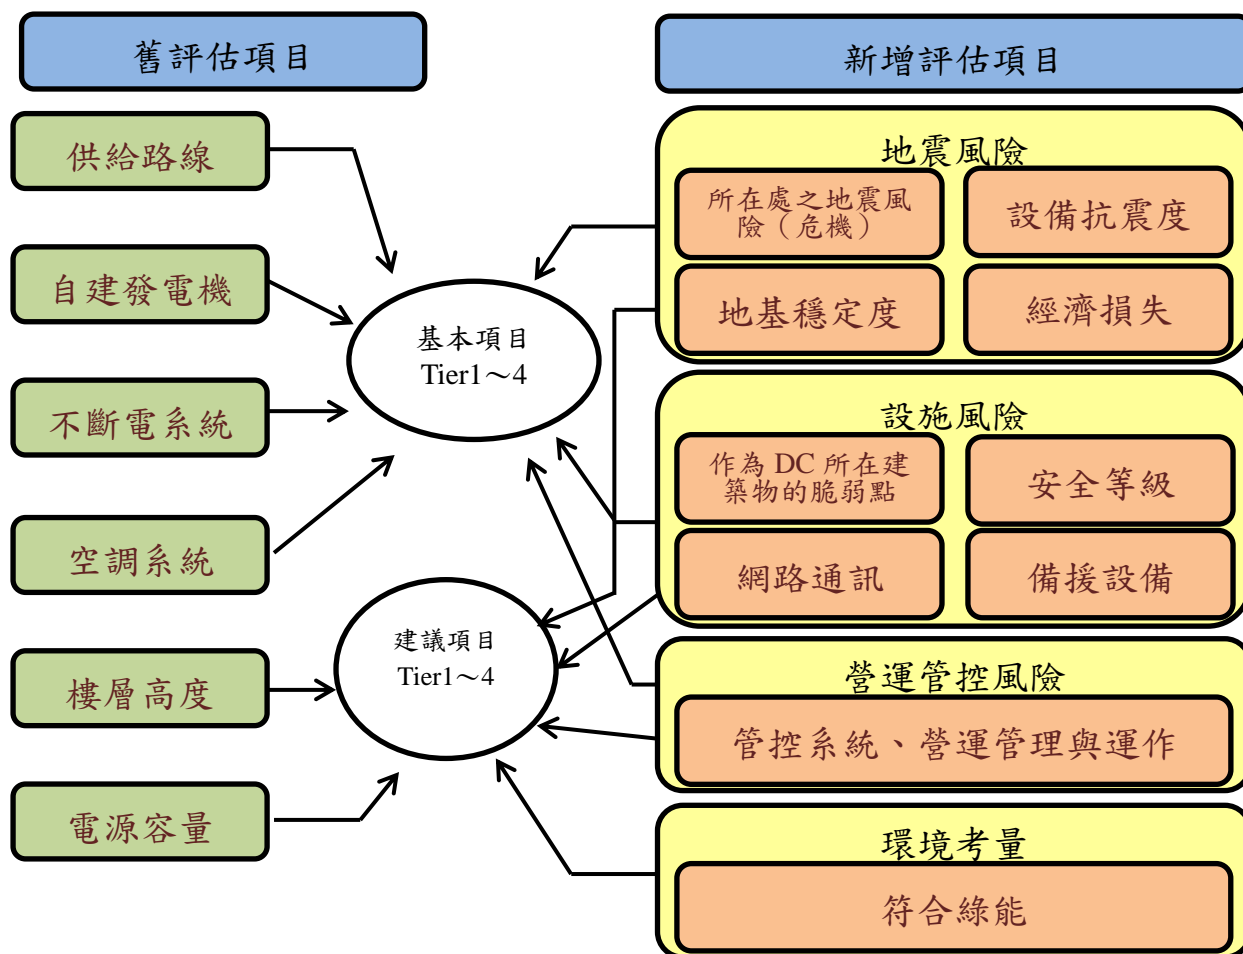 舊評估項目
供給路線
自建發電機
不斷電系統
空調系統
樓層高度
電源容量
基本項目
Tier1～4
建議項目
Tier1～4
新增評估項目
地震風險
所在處之地震風
險（危機）
設備抗震度
地基穩定度
經濟損失
設施風險
作為 DC 所在建
築物的脆弱點
安全等級
網路通訊
備援設備
營運管控風險
管控系統、營運管理與運作
環境考量
符合綠能